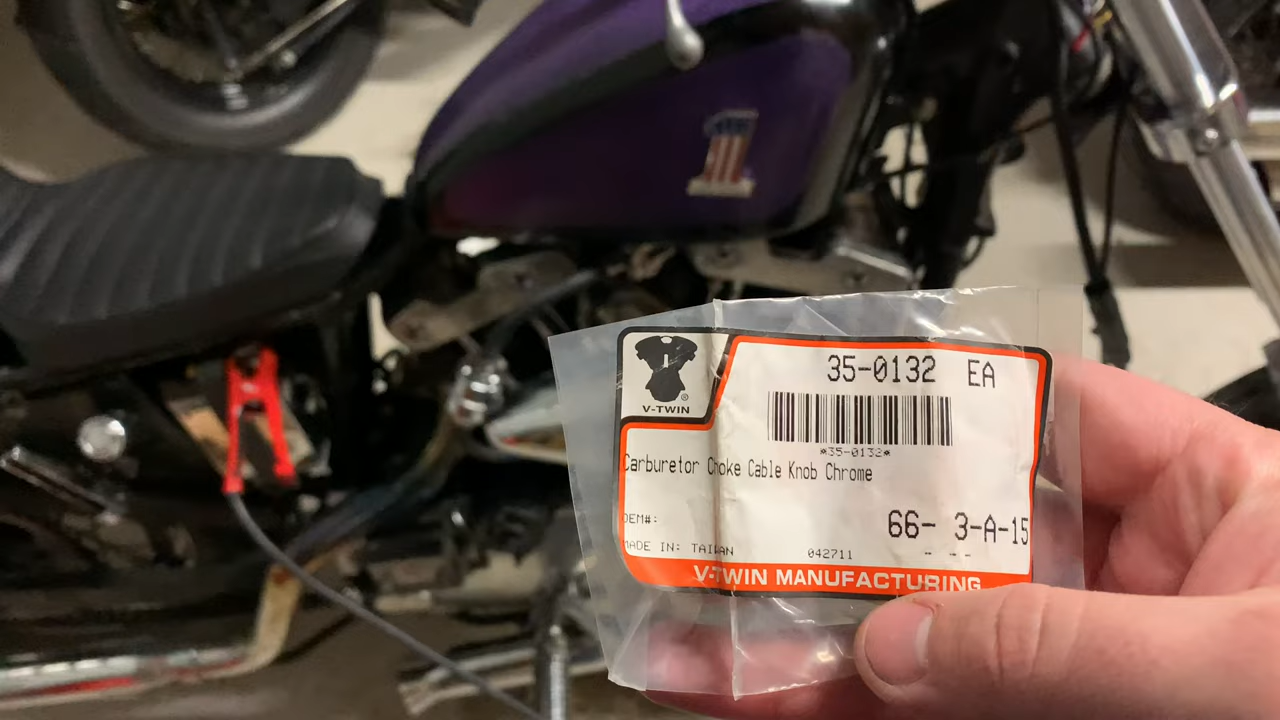 35-0132 EA
V-TWIN
®
*35-0132*
Carburetor Choke Cable Knob Chrome
OEM#:
66- 3-A-15
MADE IN: TAIWAN 042711
V-TWIN MANUFACTURING
1